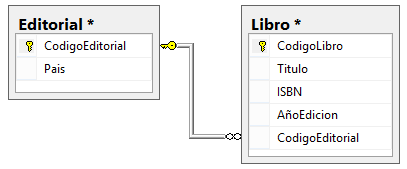 Editorial *
CodigoEditorial
Pais
Libro *
CodigoLibro
Titulo
ISBN
AñoEdicion
CodigoEditorial